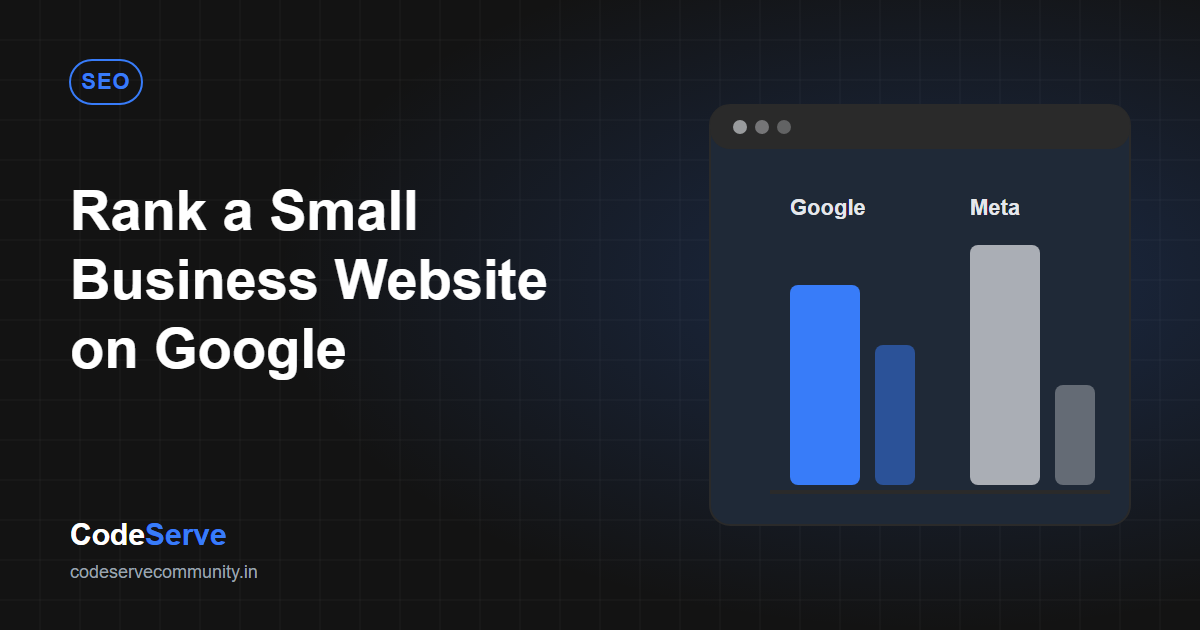 SEO
Rank a Small
Business Website
on Google
Google
Meta
CodeServe
codeservecommunity.in